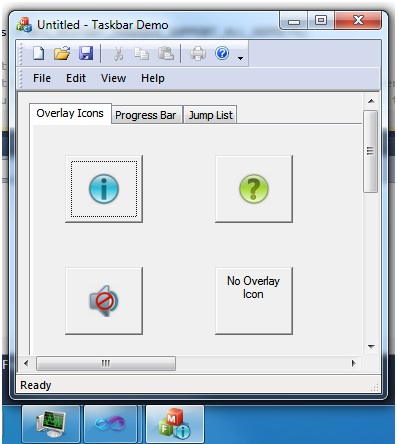 Untitled - Taskbar Demo
File Edit View Help
Overlay Icons Progress Bar Jump List
No Overlay
Icon
Ready